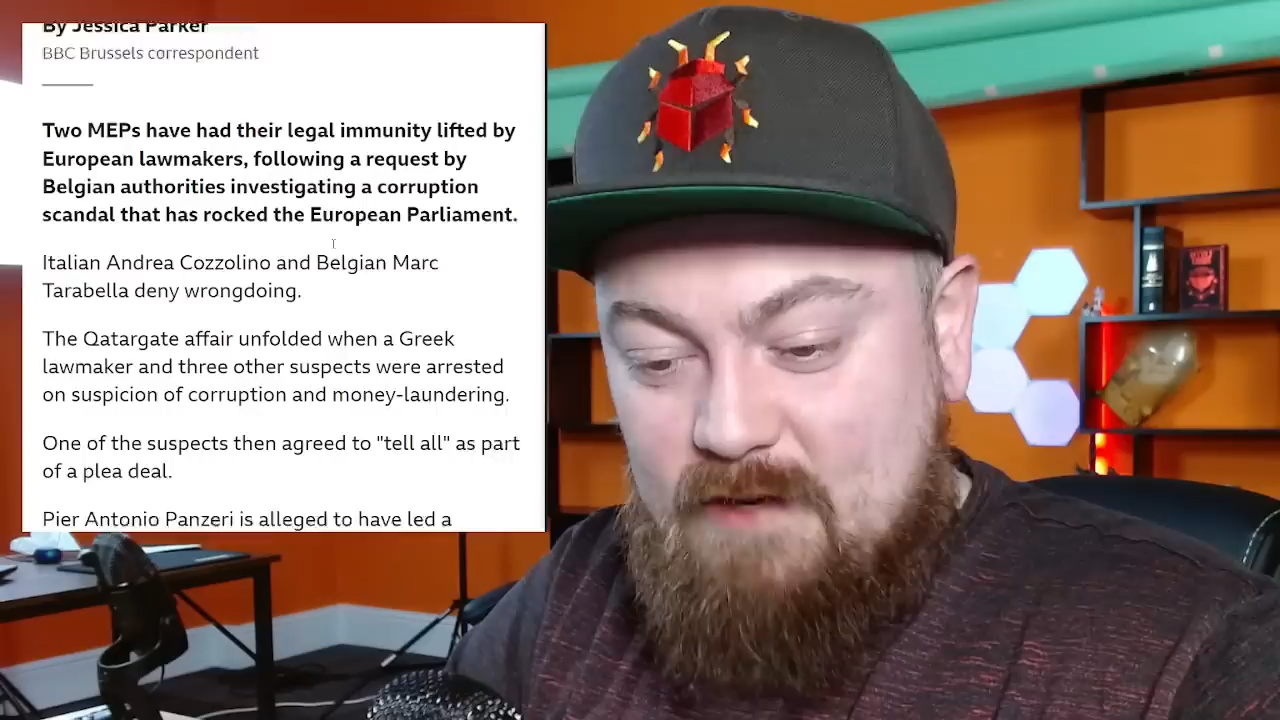 By Jessica Parker
BBC Brussels correspondent
Two MEPs have had their legal immunity lifted by
European lawmakers, following a request by
Belgian authorities investigating a corruption
scandal that has rocked the European Parliament.
Italian Andrea Cozzolino and Belgian Marc
Tarabella deny wrongdoing.
The Qatargate affair unfolded when a Greek
lawmaker and three other suspects were arrested
on suspicion of corruption and money-laundering.
One of the suspects then agreed to "tell all" as part
of a plea deal.
Pier Antonio Panzeri is alleged to have led a